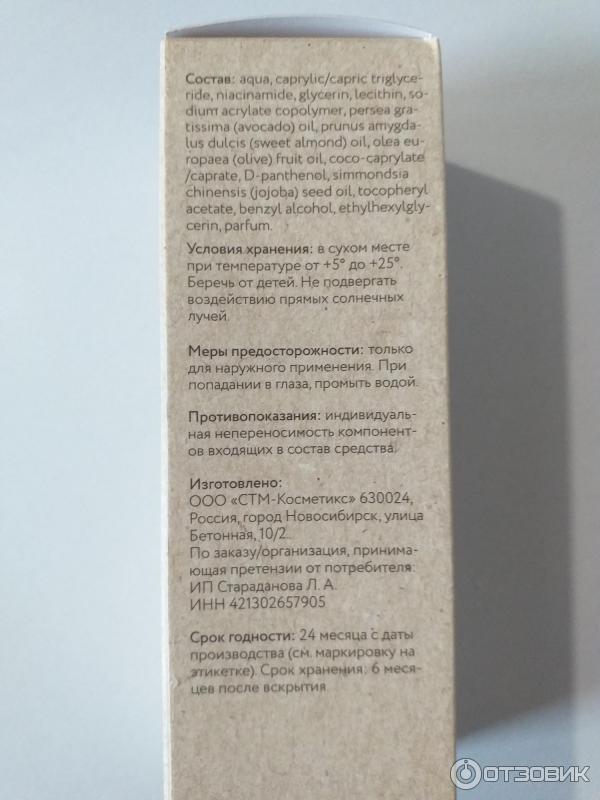 Состав: aqua, caprylic/capric triglyce-
ride, niacinamide, glycerin, lecithin, so-
dium acrylate copolymer, persea gra-
tissima (avocado) oil, prunus amygda-
lus dulcis (sweet almond) oil, olea eu-
ropaea (olive) fruit oil, coco-caprylate
/caprate, D-panthenol, simmondsia
chinensis (jojoba) seed oil, tocopheryl
acetate, benzyl alcohol, ethylhexylgly-
cerin, parfum.
Условия хранения: в сухом месте
при температуре от +5° до +25°.
Беречь от детей. Не подвергать
воздействию прямых солнечных
лучей.
Меры предосторожности: только
для наружного применения. При
попадании в глаза, промыть водой.
Противопоказания: индивидуаль-
ная непереносимость компонент-
ов входящих в состав средства.
Изготовлено:
ООО «СТМ-Косметикс» 630024,
Россия, город Новосибирск, улица
Бетонная, 10/2.
По заказу/организация, принима-
ющая претензии от потребителя:
ИП Стараданова Л. А.
ИНН 421302657905
Срок годности: 24 месяца с даты
производства (см. маркировку на
этикетке). Срок хранения: 6 меся-
цев после вскрытия
ОТЗОВИК